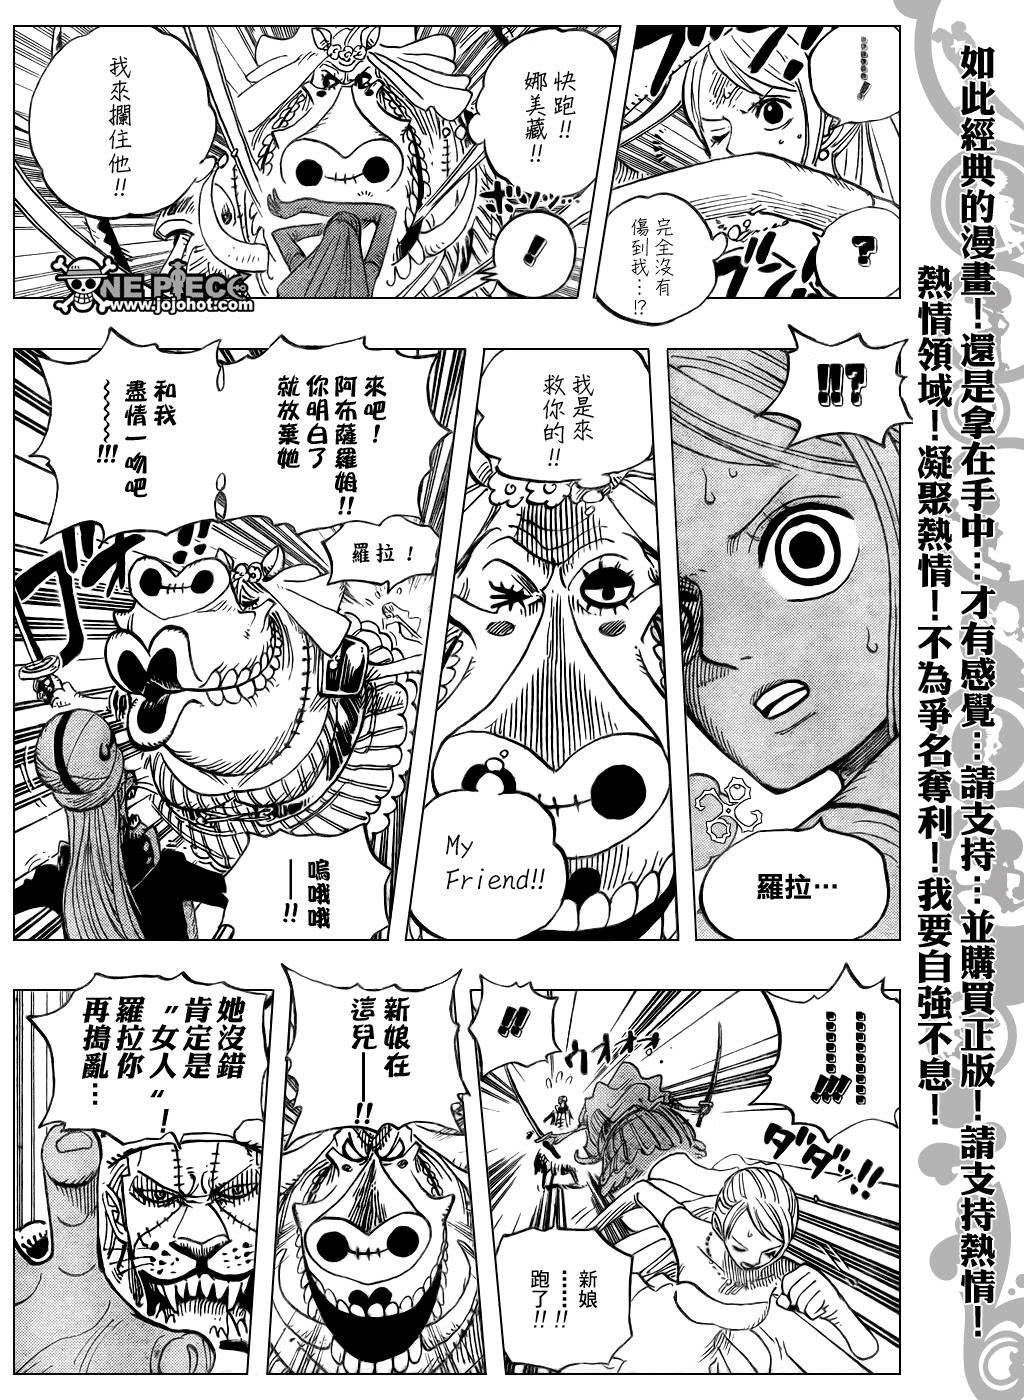 ………!
完全沒有
傷到我…!?
?
!
快跑!!
娜美藏!!
我來攔住他!!
ONE PIECE
www.jojohot.com
!!?
羅拉…
我是來
救你的!!
My
Friend!!
來吧!
阿布薩羅姆!!
你明白了
就放棄她
和我
盡情一吻吧
~~~~!!!
羅拉!
嗚哦哦
——!!
…………!!!
!!
ダダダッ!!
新娘
……
跑了!!
新娘在
這兒——!!
她沒錯
肯定是
“女人”!
羅拉你
再搗亂…
如此經典的漫畫!還是拿在手中…才有感覺…請支持…並購買正版!請支持熱情!
熱情領域!凝聚熱情!不為爭名奪利!我要自強不息!